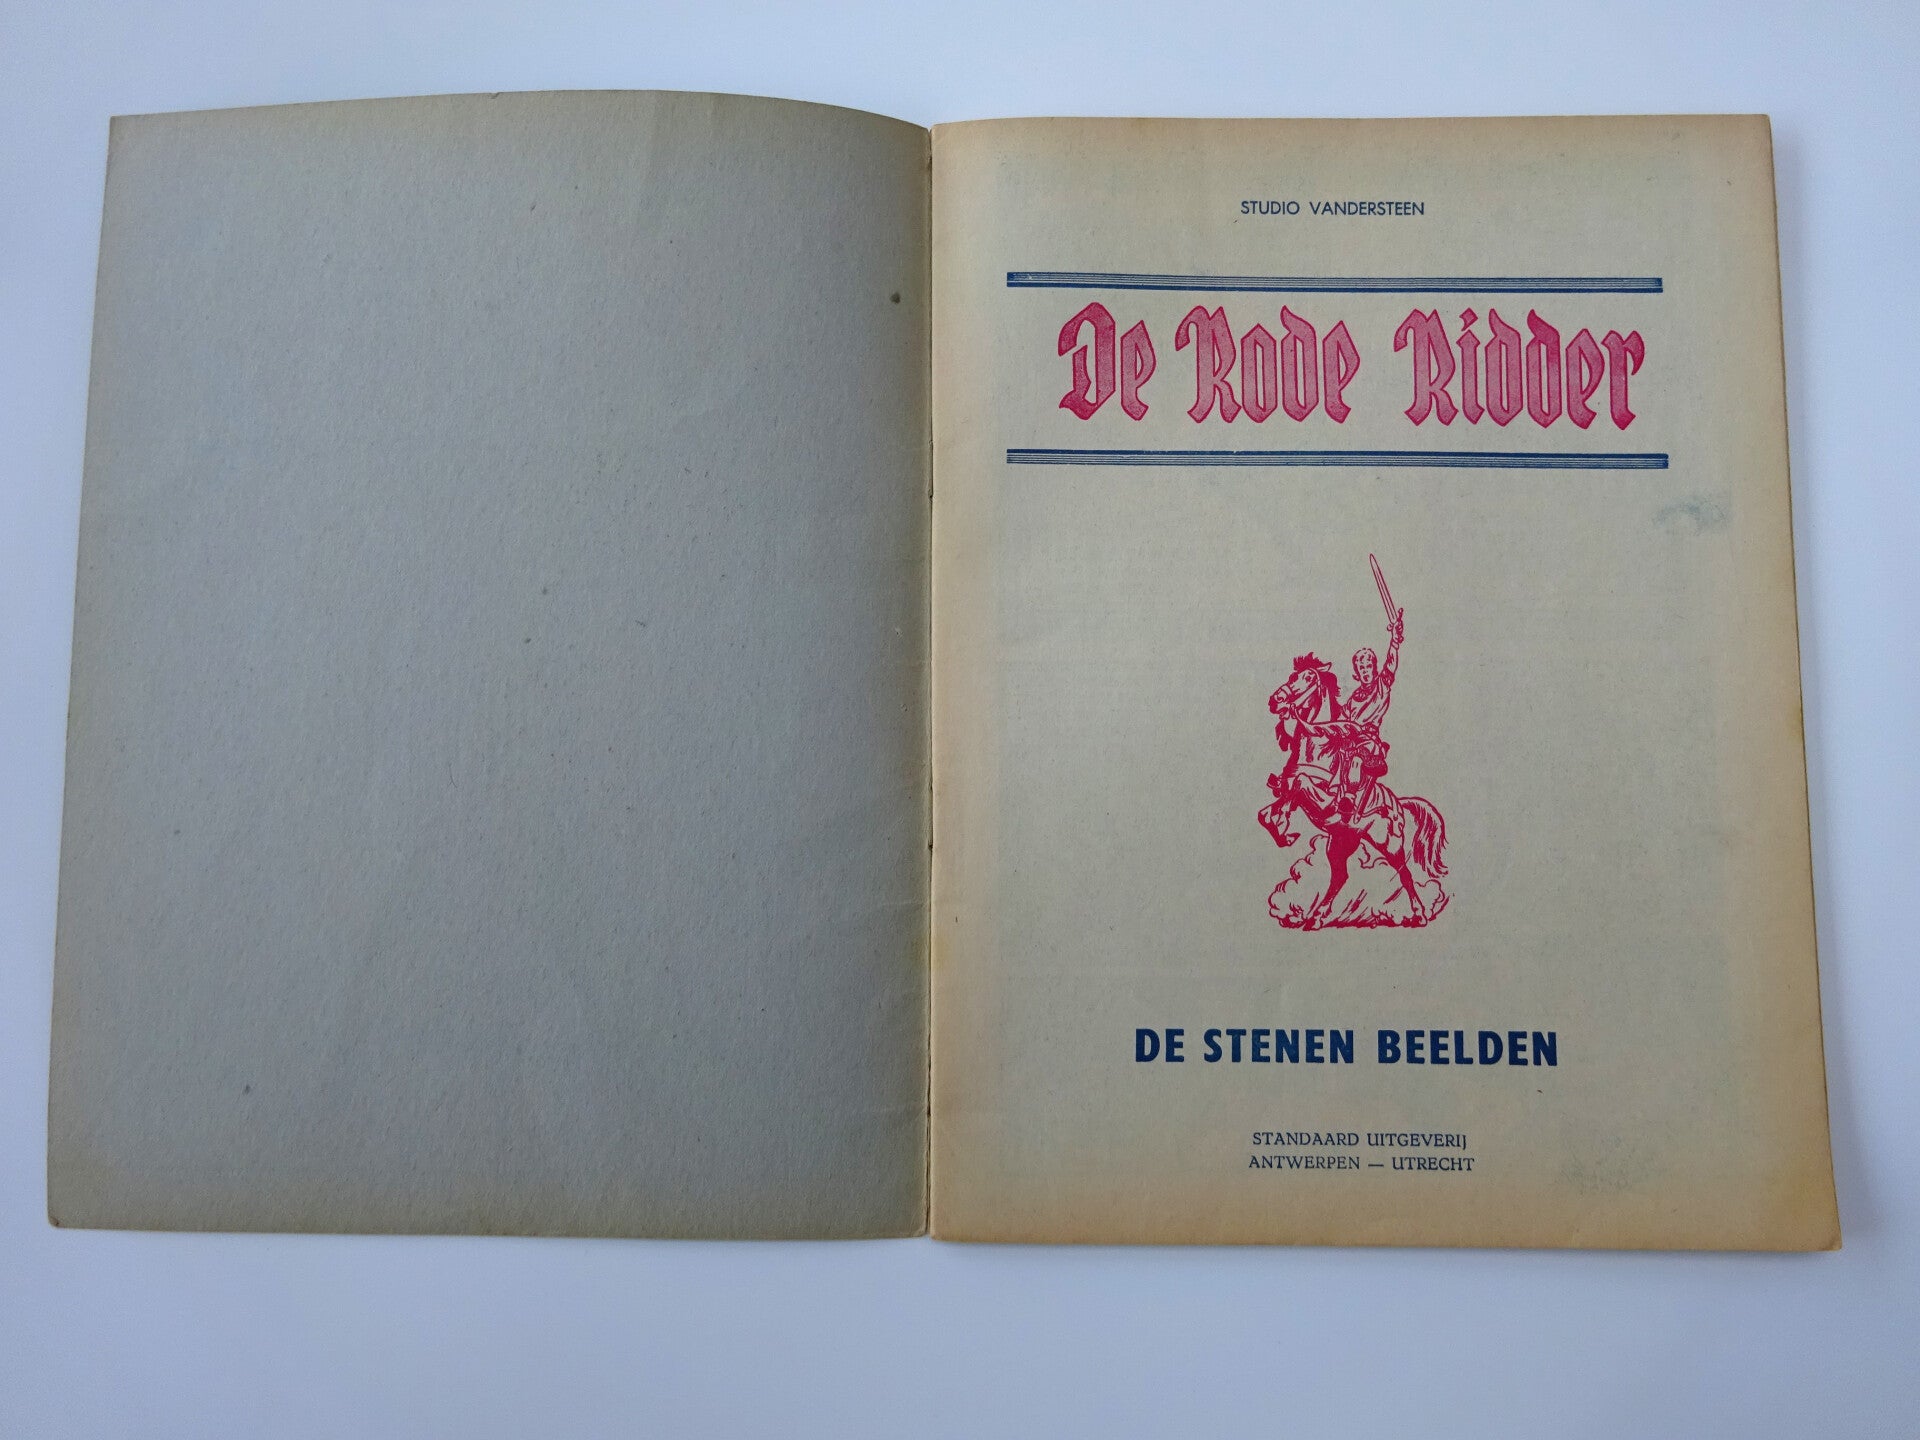 STUDIO VANDERSTEEN
De Rode Ridder
DE STENEN BEELDEN
STANDAARD UITGEVERIJ
ANTWERPEN — UTRECHT